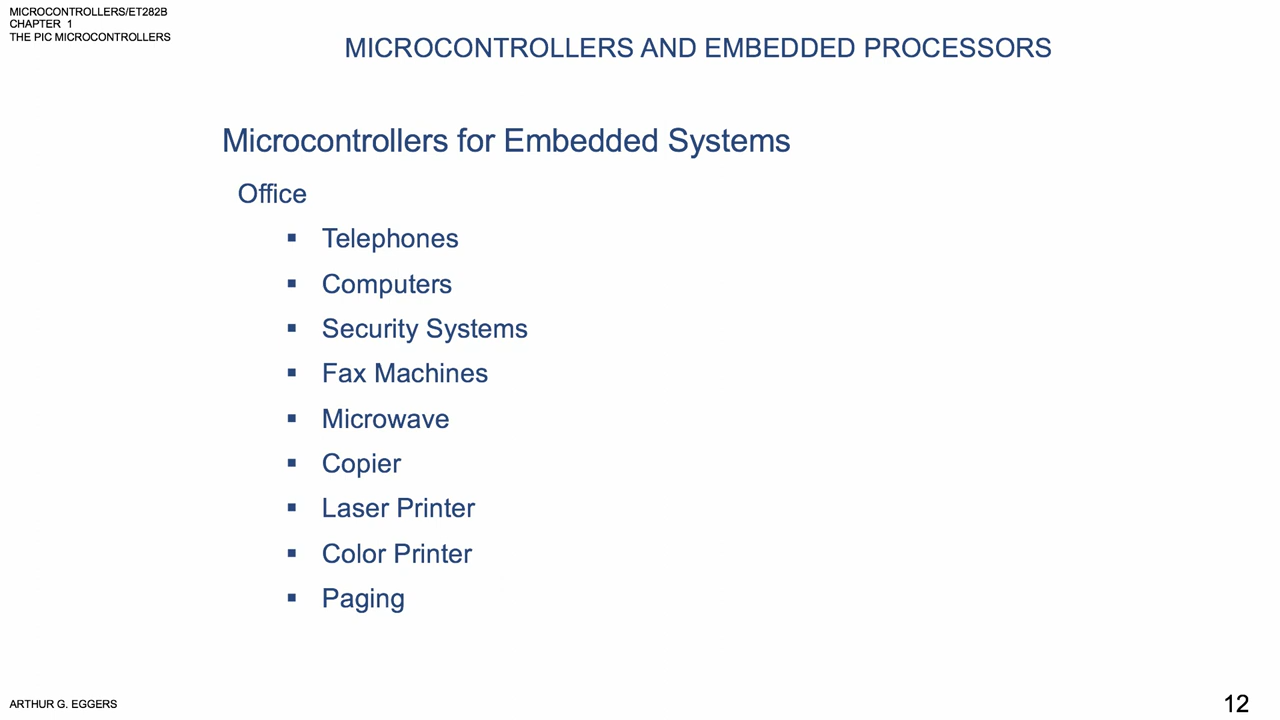 MICROCONTROLLERS/ET282B
CHAPTER 1
THE PIC MICROCONTROLLERS
MICROCONTROLLERS AND EMBEDDED PROCESSORS
Microcontrollers for Embedded Systems
Office
▪ Telephones
▪ Computers
▪ Security Systems
▪ Fax Machines
▪ Microwave
▪ Copier
▪ Laser Printer
▪ Color Printer
▪ Paging
ARTHUR G. EGGERS
12